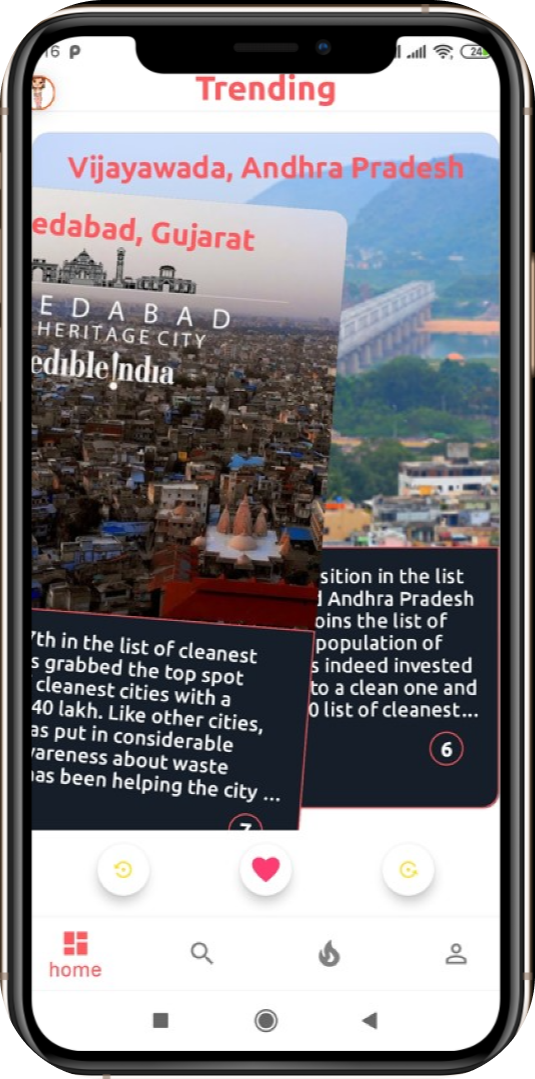 16 P 24
Trending
Vijayawada, Andhra Pradesh
edabad, Gujarat
EDABAD
HERITAGE CITY
edible!ndia
sition in the list
Andhra Pradesh
oins the list of
population of
s indeed invested
to a clean one and
0 list of cleanest...
6
7th in the list of cleanest
s grabbed the top spot
cleanest cities with a
40 lakh. Like other cities,
as put in considerable
vareness about waste
has been helping the city ...
7
home